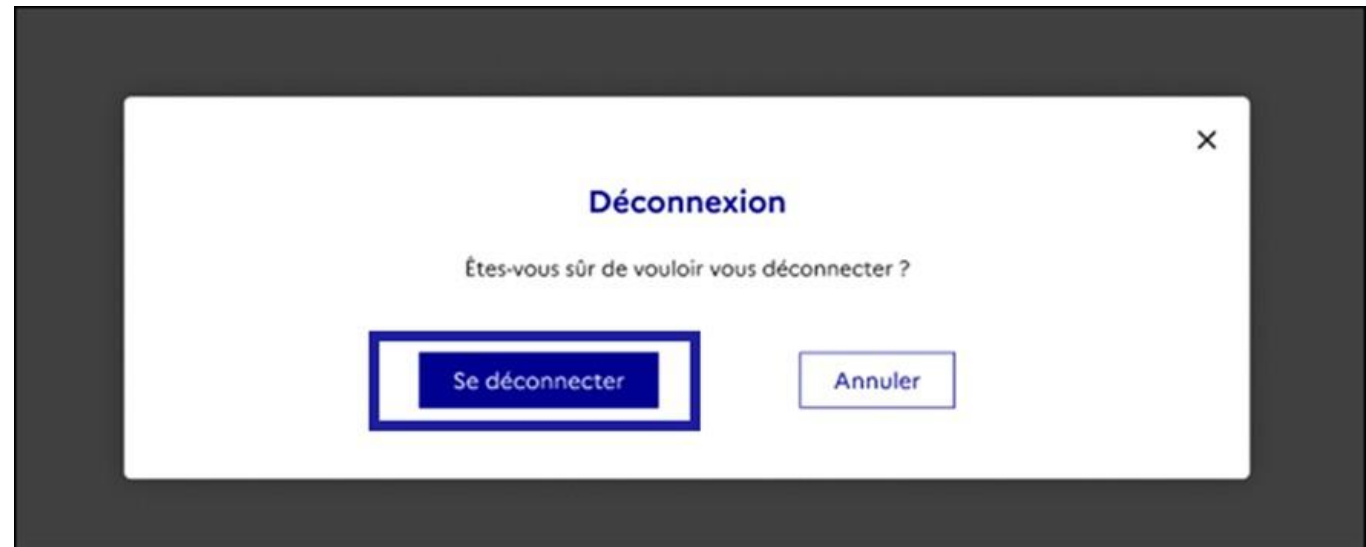 Déconnexion
Êtes-vous sûr de vouloir vous déconnecter ?
Se déconnecter
Annuler